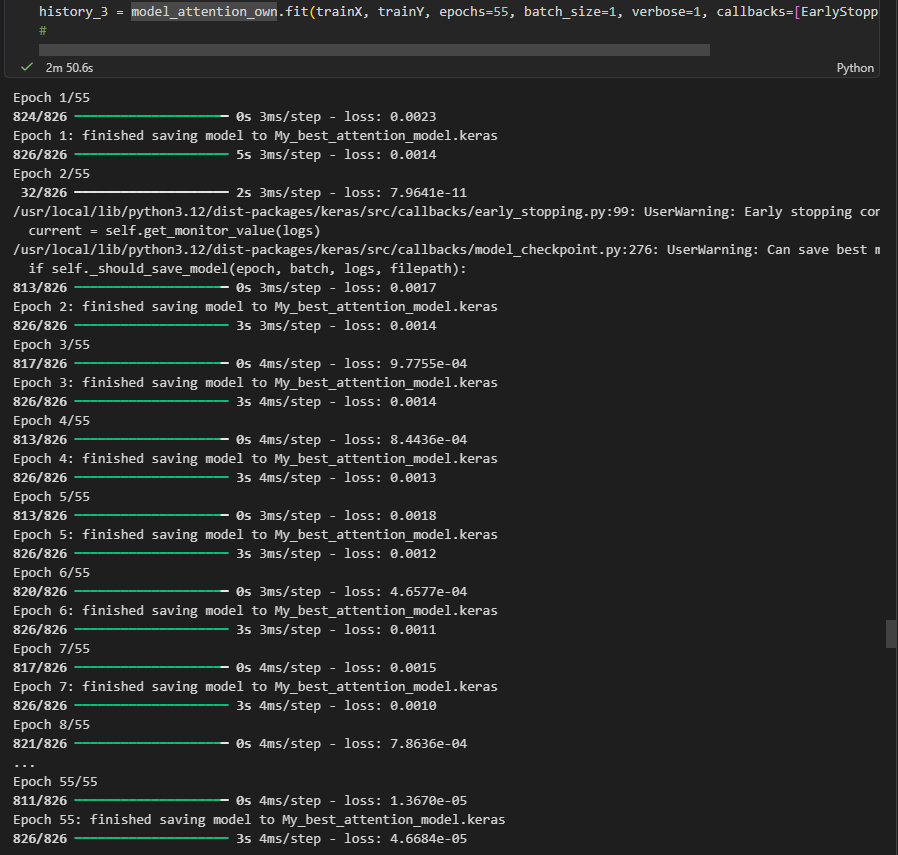 history_3 = model_attention_own.fit(trainX, trainY, epochs=55, batch_size=1, verbose=1, callbacks=[EarlyStopp
#
✓ 2m 50.6s Python
Epoch 1/55
824/826 ━━━━━━━━━━━━━━━━━━━━ 0s 3ms/step - loss: 0.0023
Epoch 1: finished saving model to My_best_attention_model.keras
826/826 ━━━━━━━━━━━━━━━━━━━━ 5s 3ms/step - loss: 0.0014
Epoch 2/55
32/826 ━━━━━━━━━━━━━━━━━━━━ 2s 3ms/step - loss: 7.9641e-11
/usr/local/lib/python3.12/dist-packages/keras/src/callbacks/early_stopping.py:99: UserWarning: Early stopping con
current = self.get_monitor_value(logs)
/usr/local/lib/python3.12/dist-packages/keras/src/callbacks/model_checkpoint.py:276: UserWarning: Can save best m
if self._should_save_model(epoch, batch, logs, filepath):
813/826 ━━━━━━━━━━━━━━━━━━━━ 0s 3ms/step - loss: 0.0017
Epoch 2: finished saving model to My_best_attention_model.keras
826/826 ━━━━━━━━━━━━━━━━━━━━ 3s 3ms/step - loss: 0.0014
Epoch 3/55
817/826 ━━━━━━━━━━━━━━━━━━━━ 0s 4ms/step - loss: 9.7755e-04
Epoch 3: finished saving model to My_best_attention_model.keras
826/826 ━━━━━━━━━━━━━━━━━━━━ 3s 4ms/step - loss: 0.0014
Epoch 4/55
813/826 ━━━━━━━━━━━━━━━━━━━━ 0s 4ms/step - loss: 8.4436e-04
Epoch 4: finished saving model to My_best_attention_model.keras
826/826 ━━━━━━━━━━━━━━━━━━━━ 3s 4ms/step - loss: 0.0013
Epoch 5/55
813/826 ━━━━━━━━━━━━━━━━━━━━ 0s 3ms/step - loss: 0.0018
Epoch 5: finished saving model to My_best_attention_model.keras
826/826 ━━━━━━━━━━━━━━━━━━━━ 3s 3ms/step - loss: 0.0012
Epoch 6/55
820/826 ━━━━━━━━━━━━━━━━━━━━ 0s 3ms/step - loss: 4.6577e-04
Epoch 6: finished saving model to My_best_attention_model.keras
826/826 ━━━━━━━━━━━━━━━━━━━━ 3s 3ms/step - loss: 0.0011
Epoch 7/55
817/826 ━━━━━━━━━━━━━━━━━━━━ 0s 4ms/step - loss: 0.0015
Epoch 7: finished saving model to My_best_attention_model.keras
826/826 ━━━━━━━━━━━━━━━━━━━━ 3s 4ms/step - loss: 0.0010
Epoch 8/55
821/826 ━━━━━━━━━━━━━━━━━━━━ 0s 4ms/step - loss: 7.8636e-04
...
Epoch 55/55
811/826 ━━━━━━━━━━━━━━━━━━━━ 0s 4ms/step - loss: 1.3670e-05
Epoch 55: finished saving model to My_best_attention_model.keras
826/826 ━━━━━━━━━━━━━━━━━━━━ 3s 4ms/step - loss: 4.6684e-05